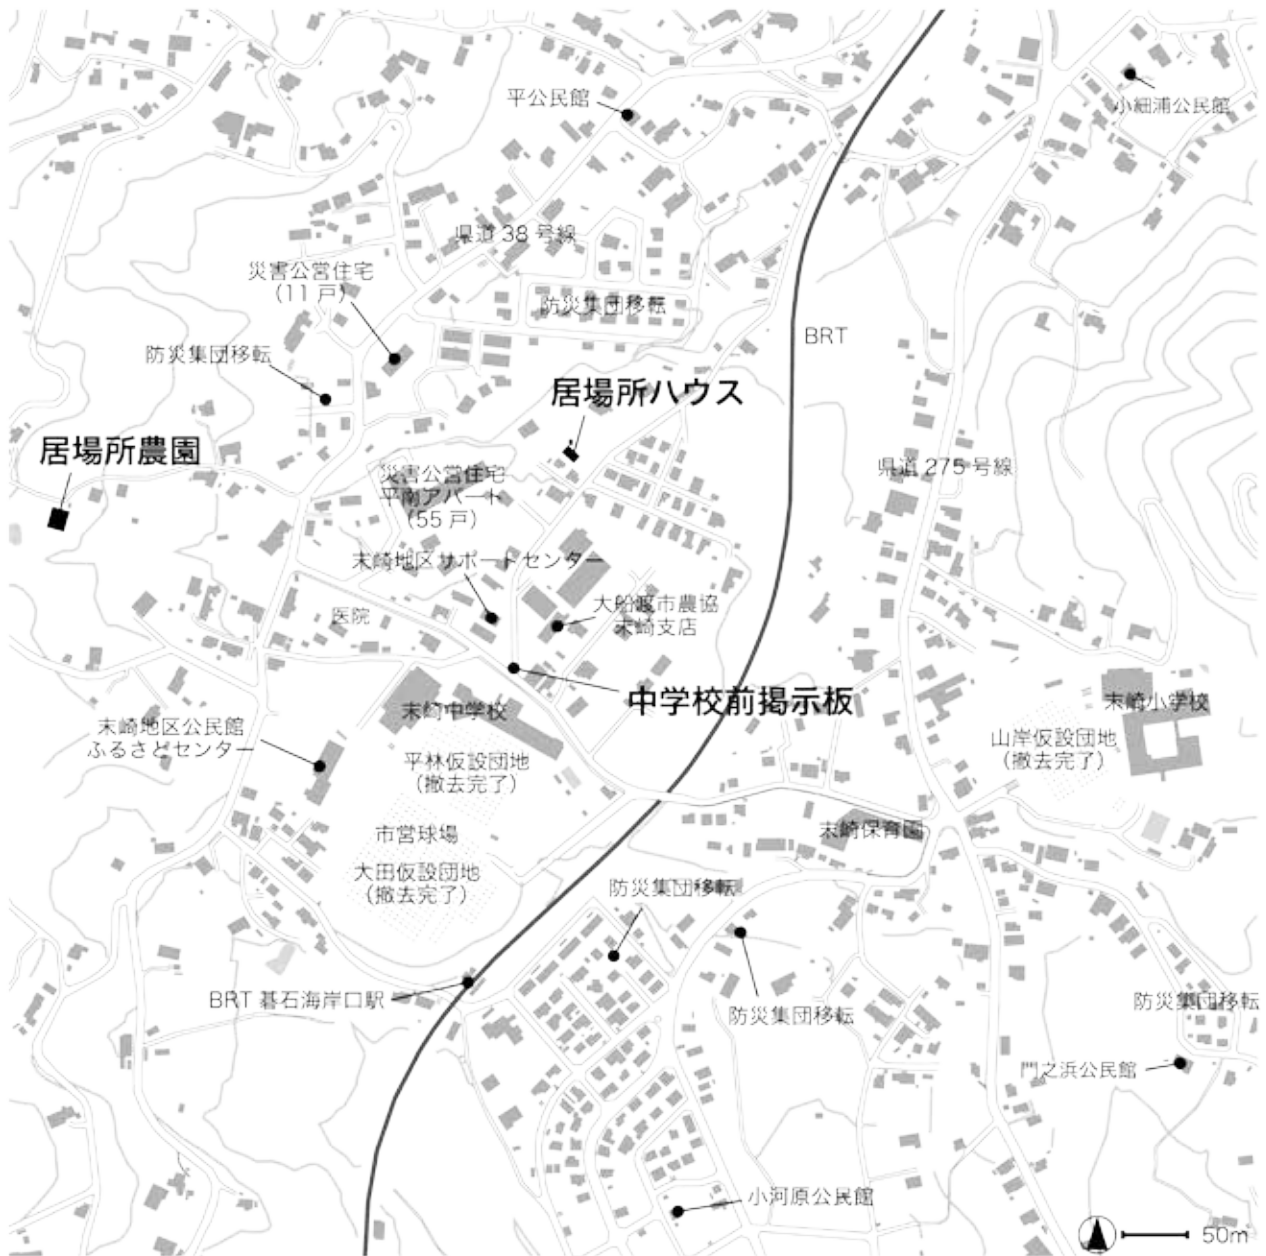 平公民館
小細浦公民館
県道 38 号線
災害公営住宅
(11 戸)
防災集団移転
BRT
防災集団移転
居場所ハウス
居場所農園
災害公営住宅
平南アパート
(55 戸)
県道 275 号線
末崎地区サポートセンター
大船渡市農協
末崎支店
医院
中学校前掲示板
末崎中学校
末崎小学校
末崎地区公民館
ふるさとセンター
平林仮設団地
(撤去完了)
山岸仮設団地
(撤去完了)
市営球場
末崎保育園
大田仮設団地
(撤去完了)
防災集団移転
BRT 碁石海岸口駅
防災集団移転
防災集団移転
門之浜公民館
小河原公民館
50m